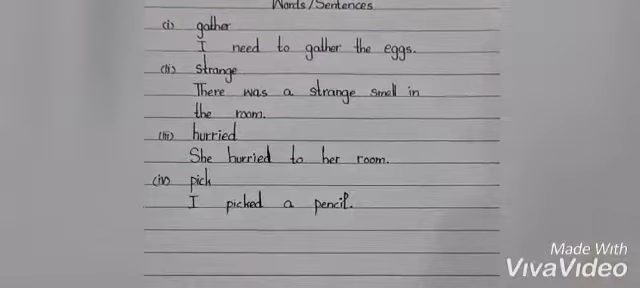 Words/Sentences
(i) gather
I need to gather the eggs.
(ii) strange
There was a strange smell in
the room.
(iii) hurried
She hurried to her room.
(iv) pick
I picked a pencil.
Made With
VivaVideo